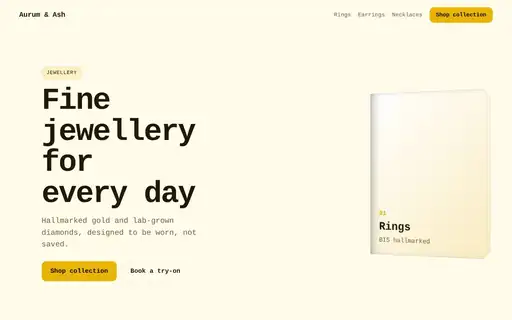 Aurum & Ash
Rings Earrings Necklaces Shop collection
JEWELLERY
Fine
jewellery
for
every day
Hallmarked gold and lab-grown
diamonds, designed to be worn, not
saved.
Shop collection Book a try-on
01
Rings
BIS hallmarked